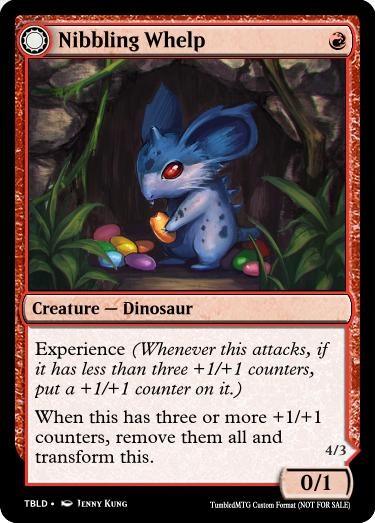 Nibbling Whelp
Creature — Dinosaur
Experience (Whenever this attacks, if
it has less than three +1/+1 counters,
put a +1/+1 counter on it.)
When this has three or more +1/+1
counters, remove them all and
transform this.
4/3
0/1
TBLD • Jenny Kung
TumbledMTG Custom Format (NOT FOR SALE)